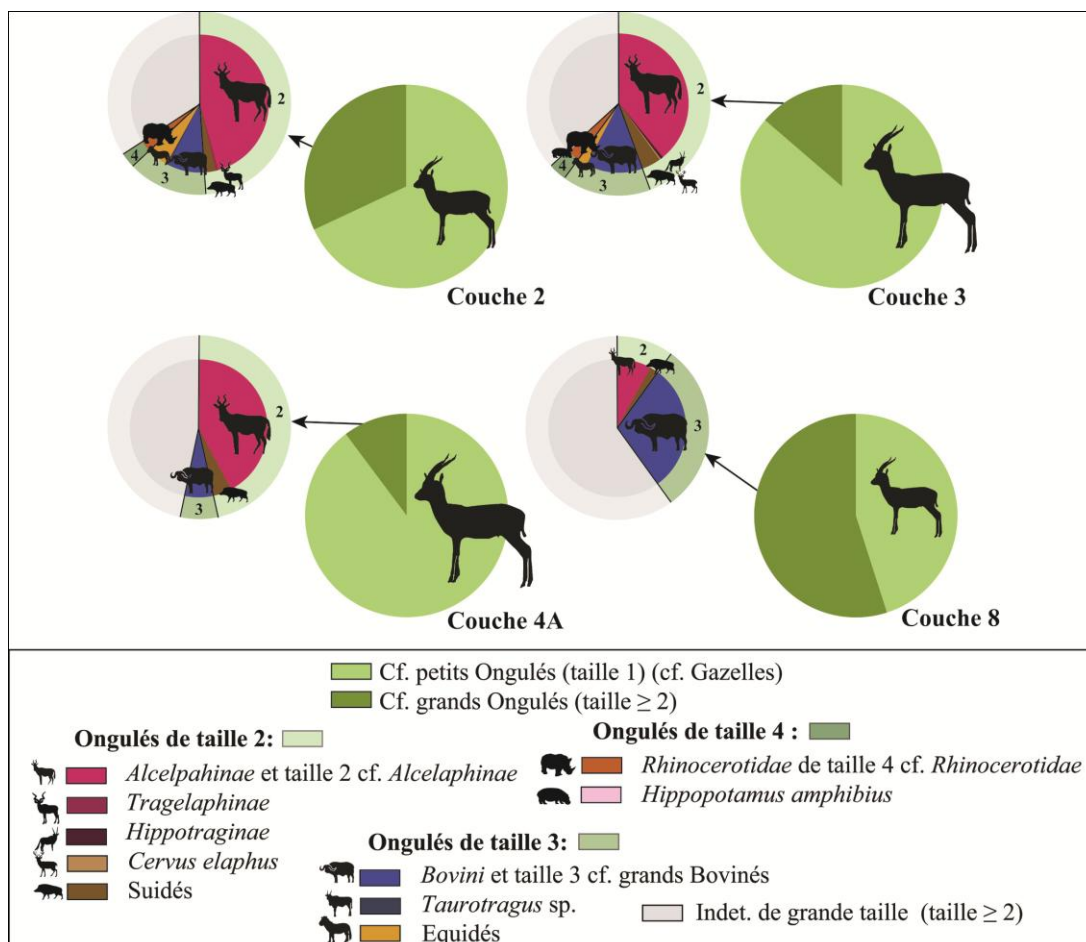 2
4
3
Couche 2
2
4
3
Couche 3
2
3
Couche 4A
2
3
Couche 8
Cf. petits Ongulés (taille 1) (cf. Gazelles)
Cf. grands Ongulés (taille ≥ 2)
Ongulés de taille 2:
Alcelpahinae et taille 2 cf. Alcelaphinae
Tragelaphinae
Hippotraginae
Cervus elaphus
Suidés
Ongulés de taille 4 :
Rhinocerotidae de taille 4 cf. Rhinocerotidae
Hippopotamus amphibius
Ongulés de taille 3:
Bovini et taille 3 cf. grands Bovinés
Taurotragus sp.
Equidés
Indet. de grande taille (taille ≥ 2)